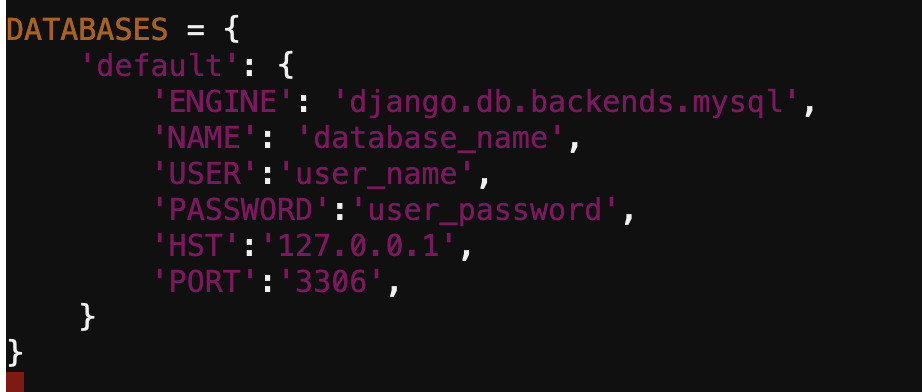 DATABASES = {
    'default': {
        'ENGINE': 'django.db.backends.mysql',
        'NAME': 'database_name',
        'USER':'user_name',
        'PASSWORD':'user_password',
        'HST':'127.0.0.1',
        'PORT':'3306',
    }
}